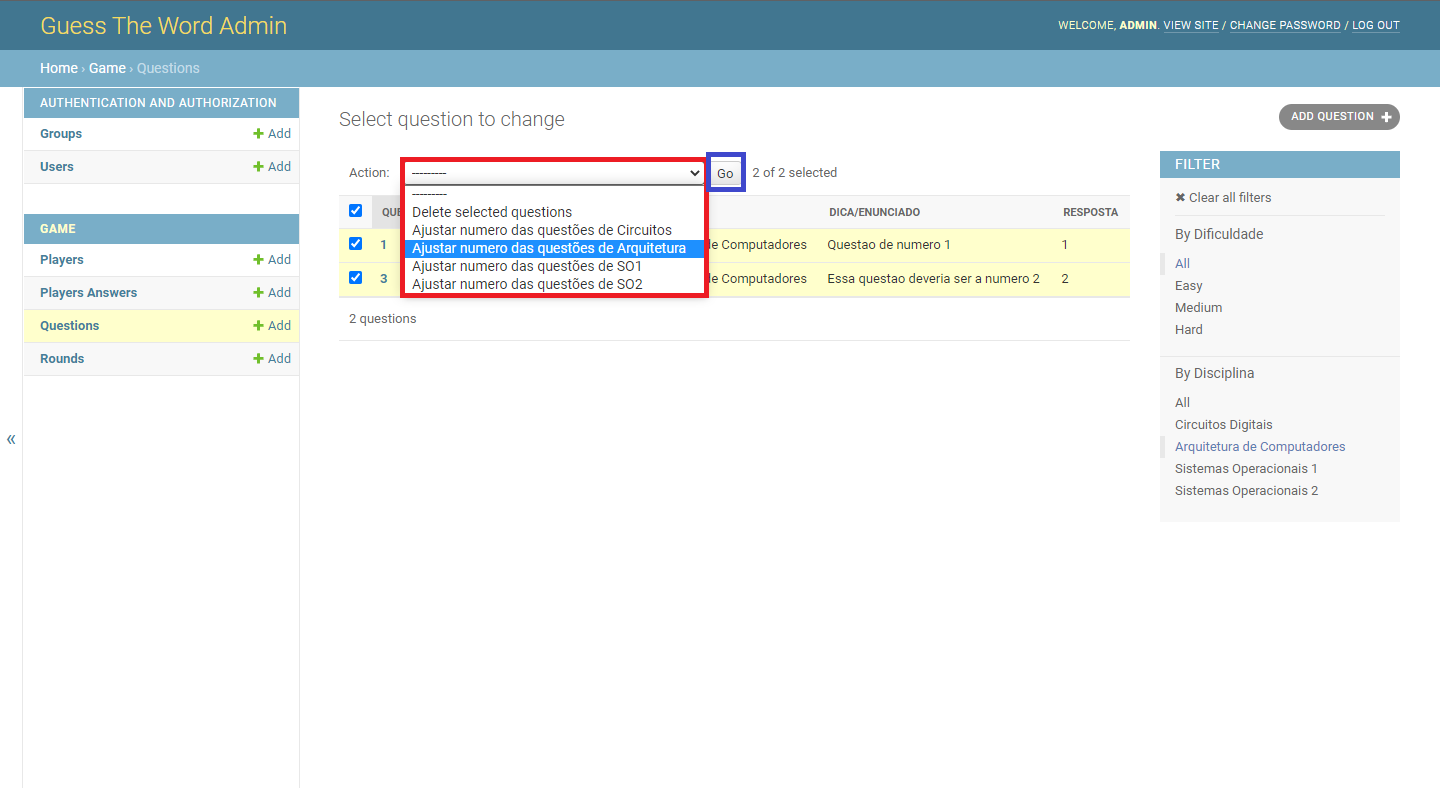 Guess The Word Admin
WELCOME, ADMIN. VIEW SITE / CHANGE PASSWORD / LOG OUT
Home › Game › Questions
AUTHENTICATION AND AUTHORIZATION
Groups + Add
Users + Add
GAME
Players + Add
Players Answers + Add
Questions + Add
Rounds + Add
«
Select question to change
ADD QUESTION +
Action: --------- Go 2 of 2 selected
---------
Delete selected questions
Ajustar numero das questões de Circuitos
Ajustar numero das questões de Arquitetura
Ajustar numero das questões de SO1
Ajustar numero das questões de SO2
DICA/ENUNCIADO RESPOSTA
1 Computadores Questao de numero 1 1
3 Computadores Essa questao deveria ser a numero 2 2
2 questions
FILTER
✖ Clear all filters
By Dificuldade
All
Easy
Medium
Hard
By Disciplina
All
Circuitos Digitais
Arquitetura de Computadores
Sistemas Operacionais 1
Sistemas Operacionais 2